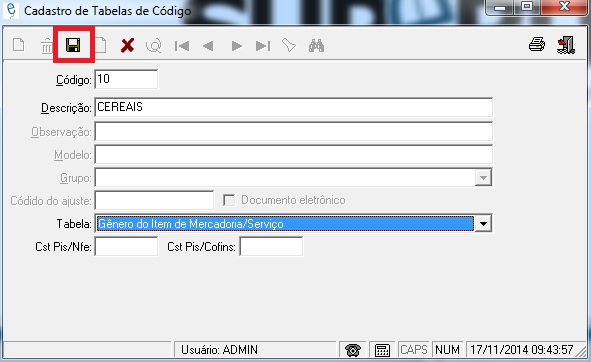 Cadastro de Tabelas de Código
Código: 10
Descrição: CEREAIS
Observação:
Modelo:
Grupo:
Códido do ajuste: Documento eletrônico
Tabela: Gênero do Item de Mercadoria/Serviço
Cst Pis/Nfe: Cst Pis/Cofins:
Usuário: ADMIN CAPS NUM 17/11/2014 09:43:57